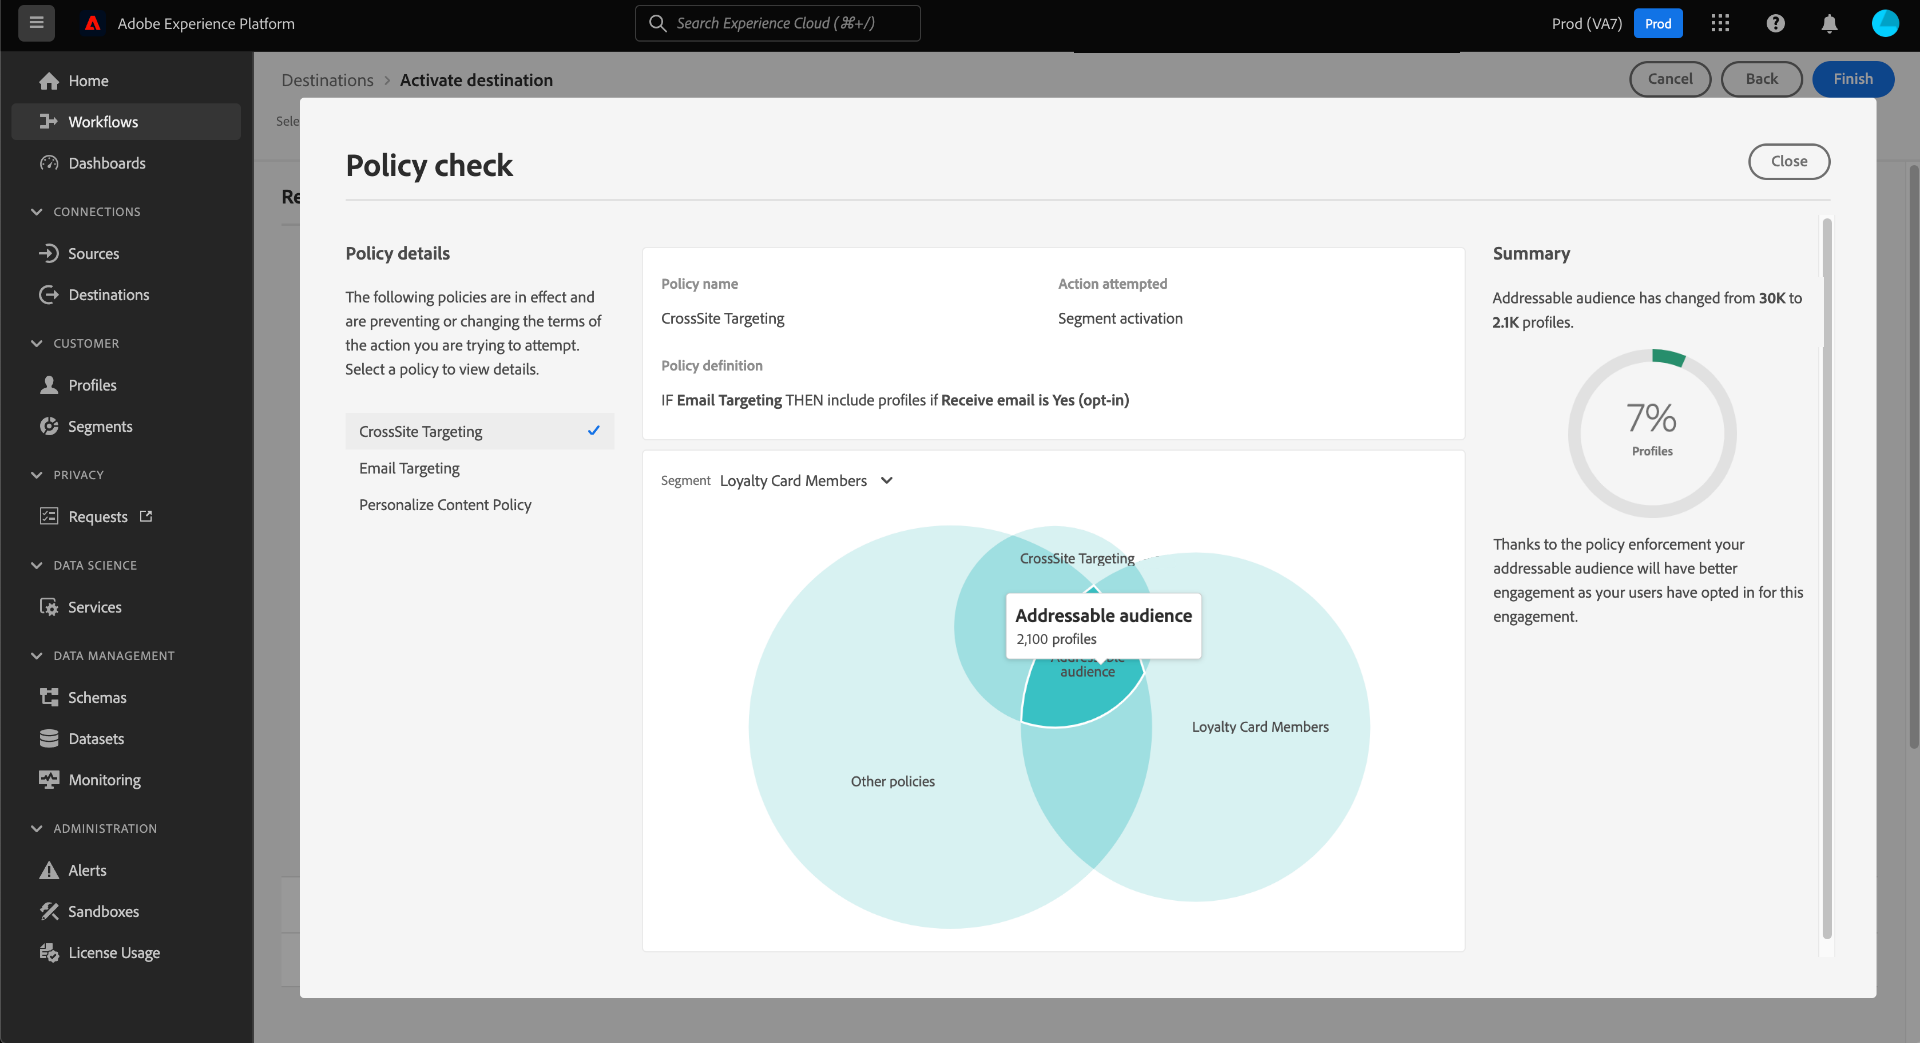 Adobe Experience Platform
Search Experience Cloud (⌘+/)
Prod (VA7)
Prod
Home
Workflows
Dashboards
CONNECTIONS
Sources
Destinations
CUSTOMER
Profiles
Segments
PRIVACY
Requests
DATA SCIENCE
Services
DATA MANAGEMENT
Schemas
Datasets
Monitoring
ADMINISTRATION
Alerts
Sandboxes
License Usage
Destinations > Activate destination
Cancel
Back
Finish
Sele
Re
Policy check
Close
Policy details
The following policies are in effect and
are preventing or changing the terms of
the action you are trying to attempt.
Select a policy to view details.
CrossSite Targeting
Email Targeting
Personalize Content Policy
Policy name
CrossSite Targeting
Action attempted
Segment activation
Policy definition
IF Email Targeting THEN include profiles if Receive email is Yes (opt-in)
Segment Loyalty Card Members
CrossSite Targeting
Addressable audience
2,100 profiles
Addressable
audience
Loyalty Card Members
Other policies
Summary
Addressable audience has changed from 30K to
2.1K profiles.
7%
Profiles
Thanks to the policy enforcement your
addressable audience will have better
engagement as your users have opted in for this
engagement.